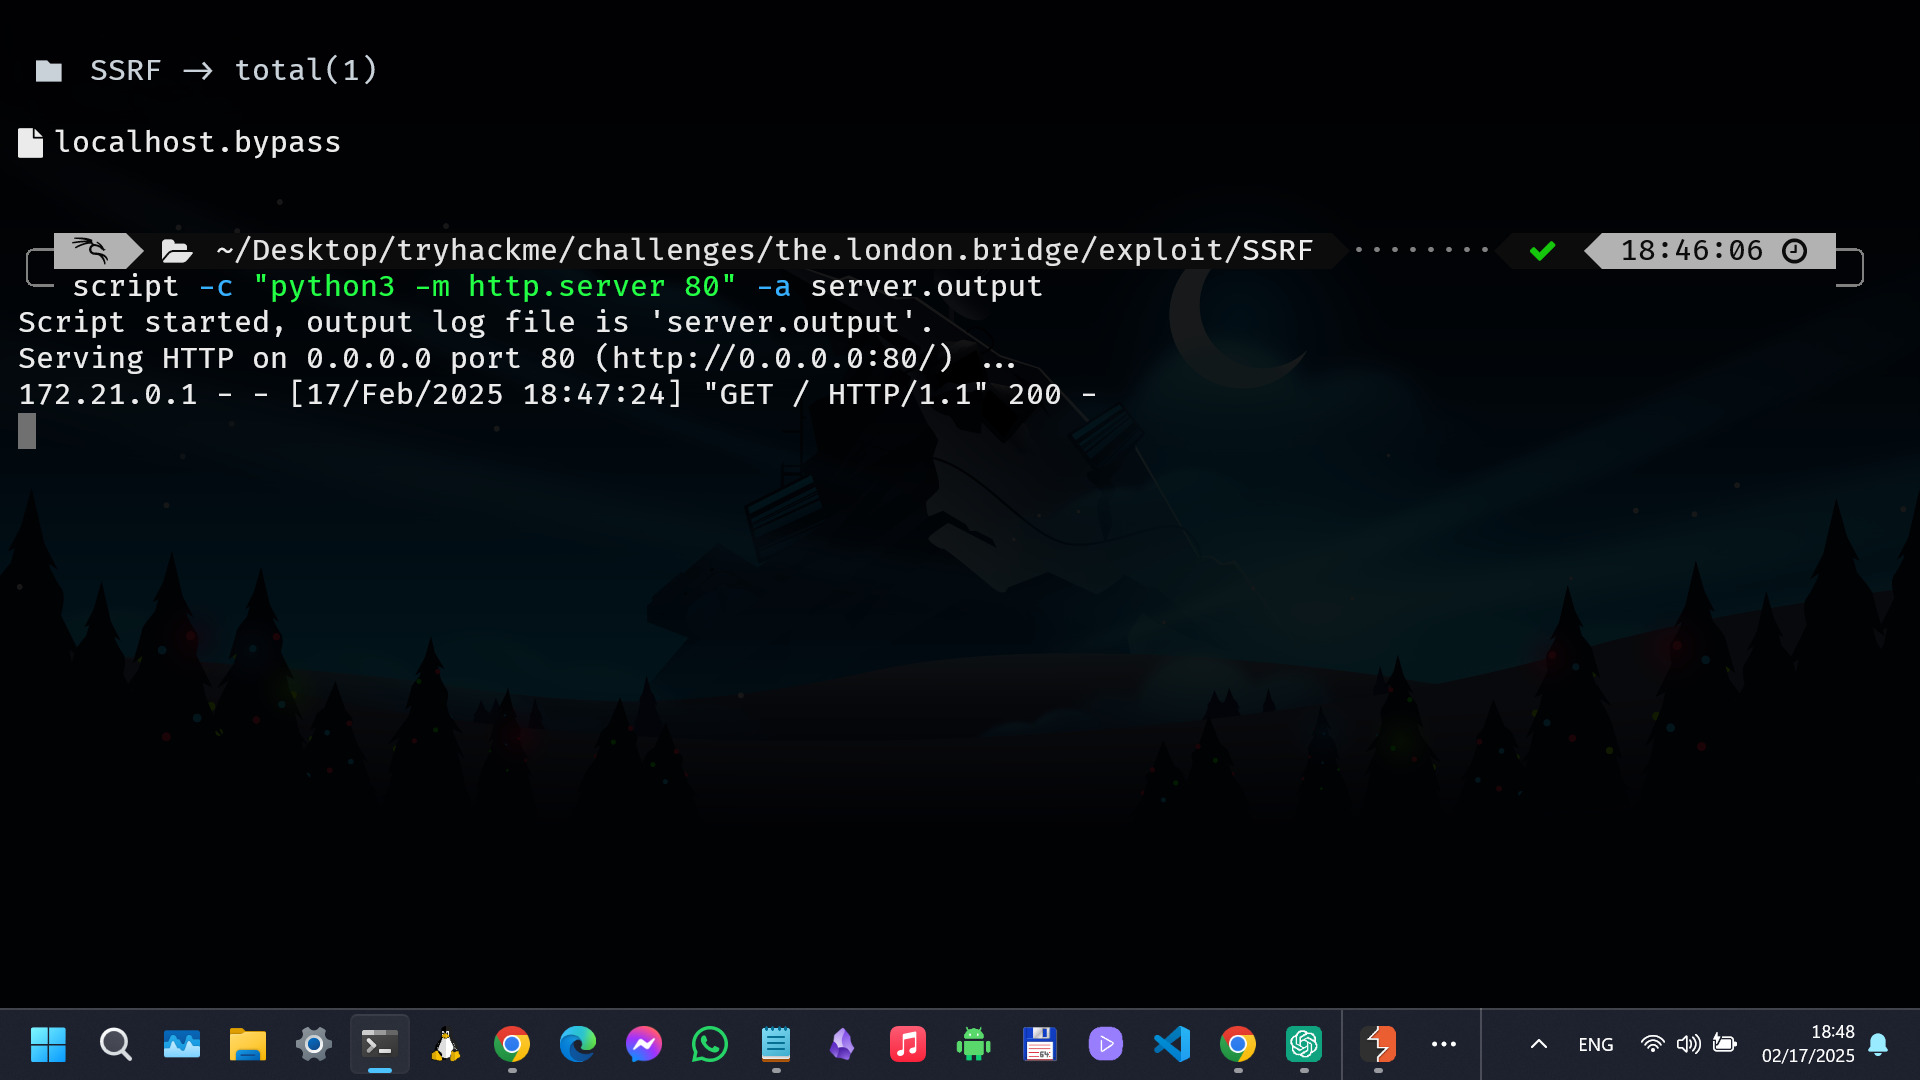 SSRF → total(1)
localhost.bypass
~/Desktop/tryhackme/challenges/the.london.bridge/exploit/SSRF ········ ✔ 18:46:06
script -c "python3 -m http.server 80" -a server.output
Script started, output log file is 'server.output'.
Serving HTTP on 0.0.0.0 port 80 (http://0.0.0.0:80/) ...
172.21.0.1 - - [17/Feb/2025 18:47:24] "GET / HTTP/1.1" 200 -
64
ENG
18:48
02/17/2025